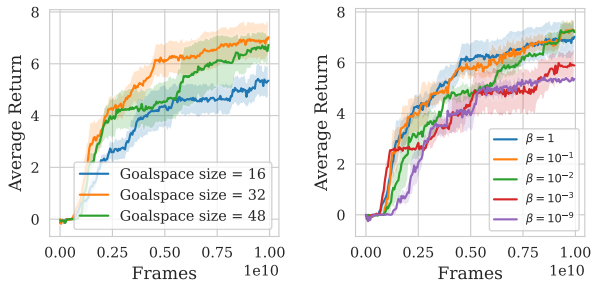 8
6
4
2
0
Average Return
Goalspace size = 16
Goalspace size = 32
Goalspace size = 48
0.00 0.25 0.50 0.75 1.00
Frames 1e10
8
6
4
2
0
Average Return
β = 1
β = 10⁻¹
β = 10⁻²
β = 10⁻³
β = 10⁻⁹
0.00 0.25 0.50 0.75 1.00
Frames 1e10